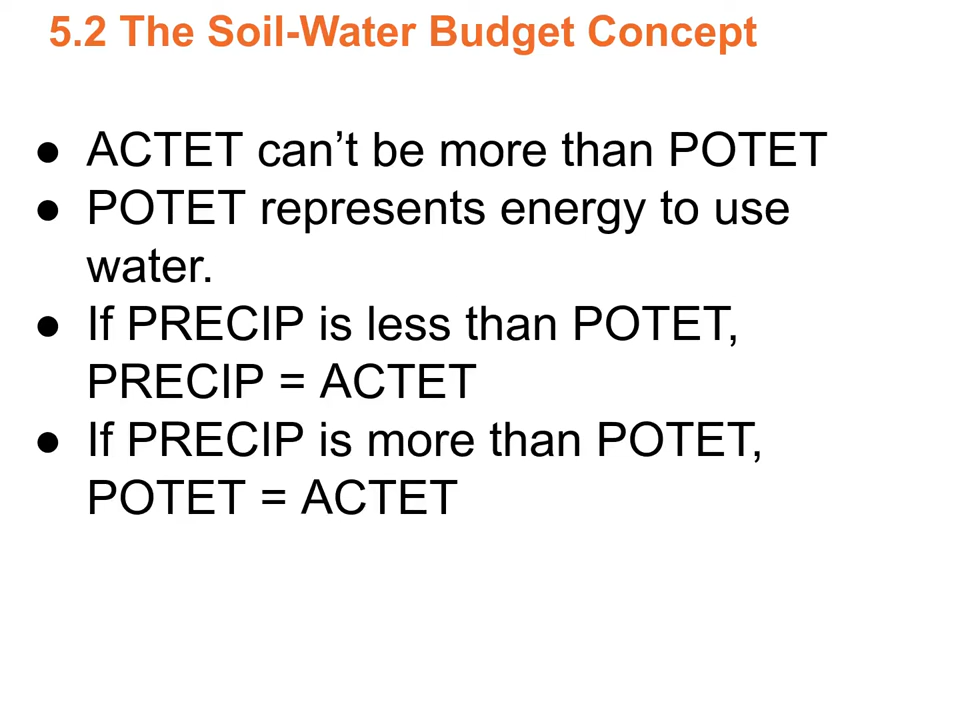 5.2 The Soil-Water Budget Concept
● ACTET can’t be more than POTET
● POTET represents energy to use
water.
● If PRECIP is less than POTET,
PRECIP = ACTET
● If PRECIP is more than POTET,
POTET = ACTET